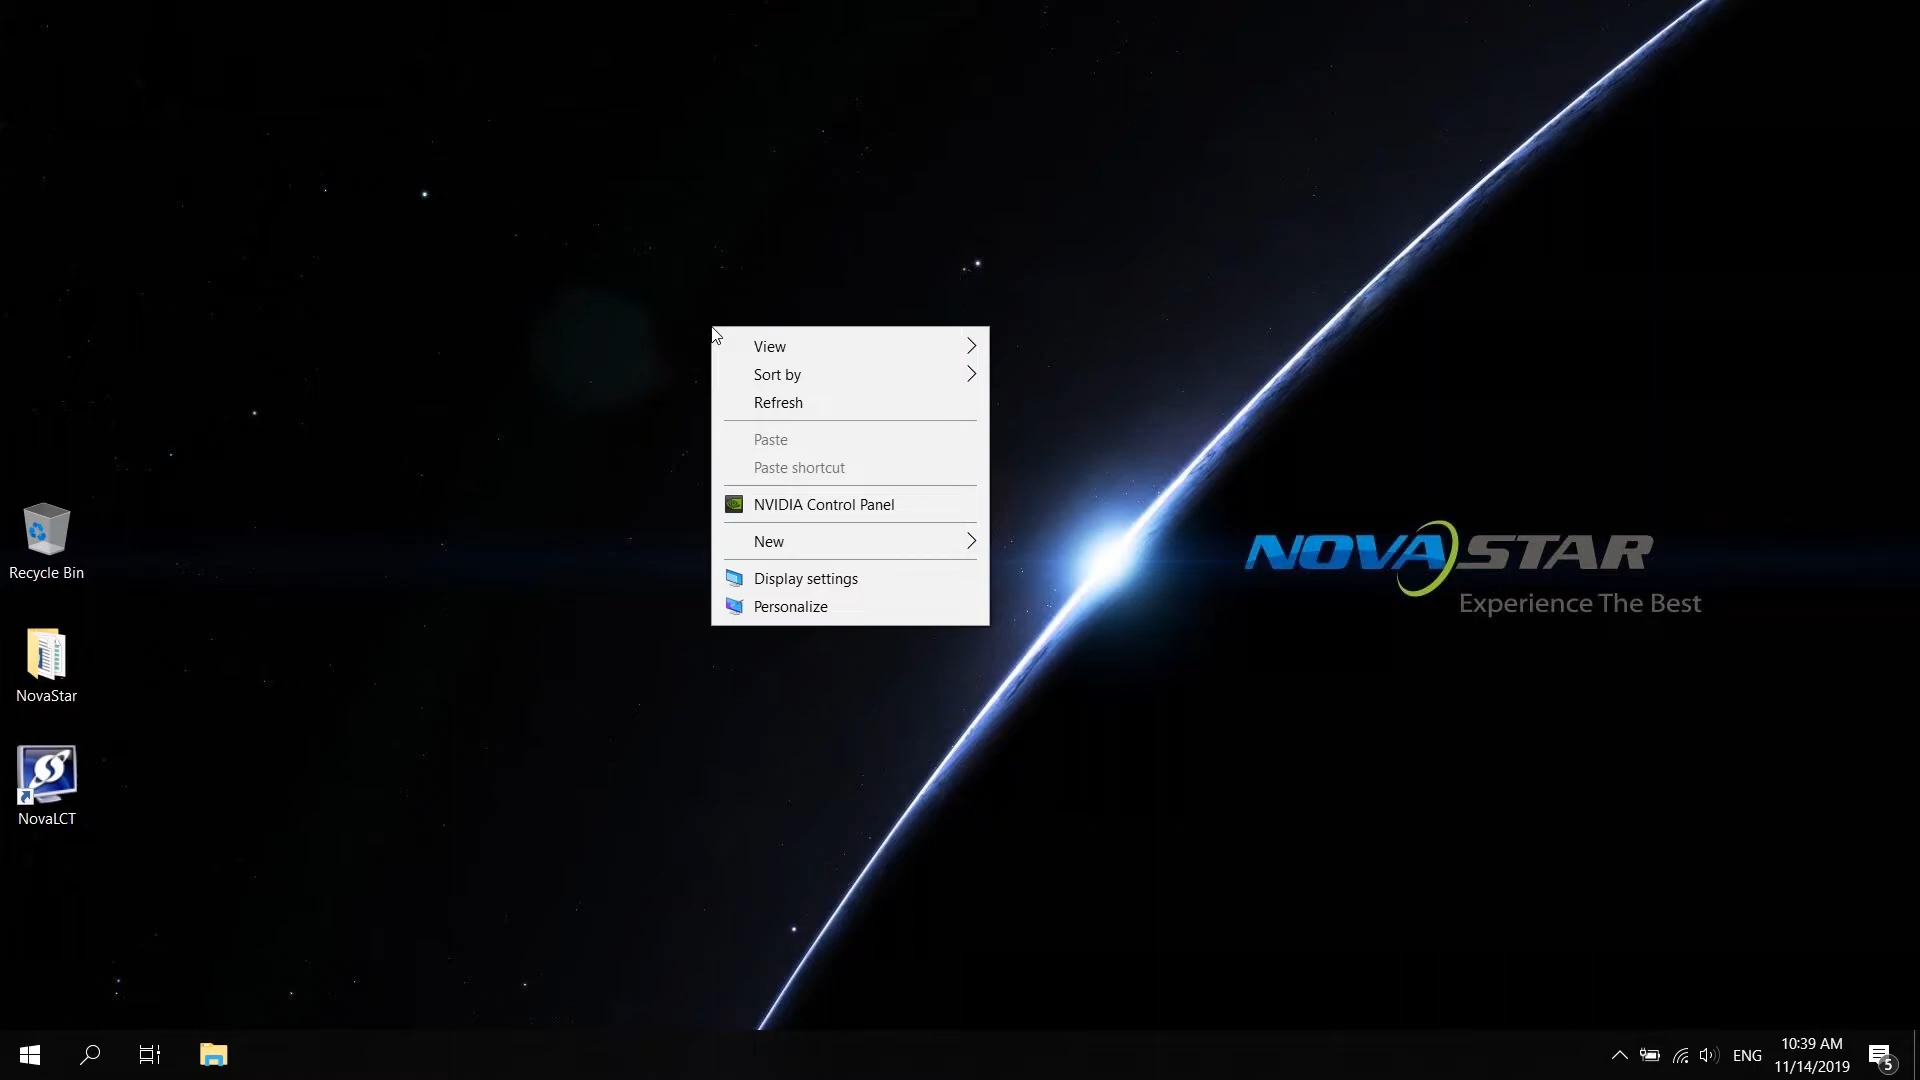 View
Sort by
Refresh
Paste
Paste shortcut
NVIDIA Control Panel
New
Display settings
Personalize
Recycle Bin
NovaStar
NovaLCT
NOVASTAR
Experience The Best
ENG
10:39 AM
11/14/2019
5